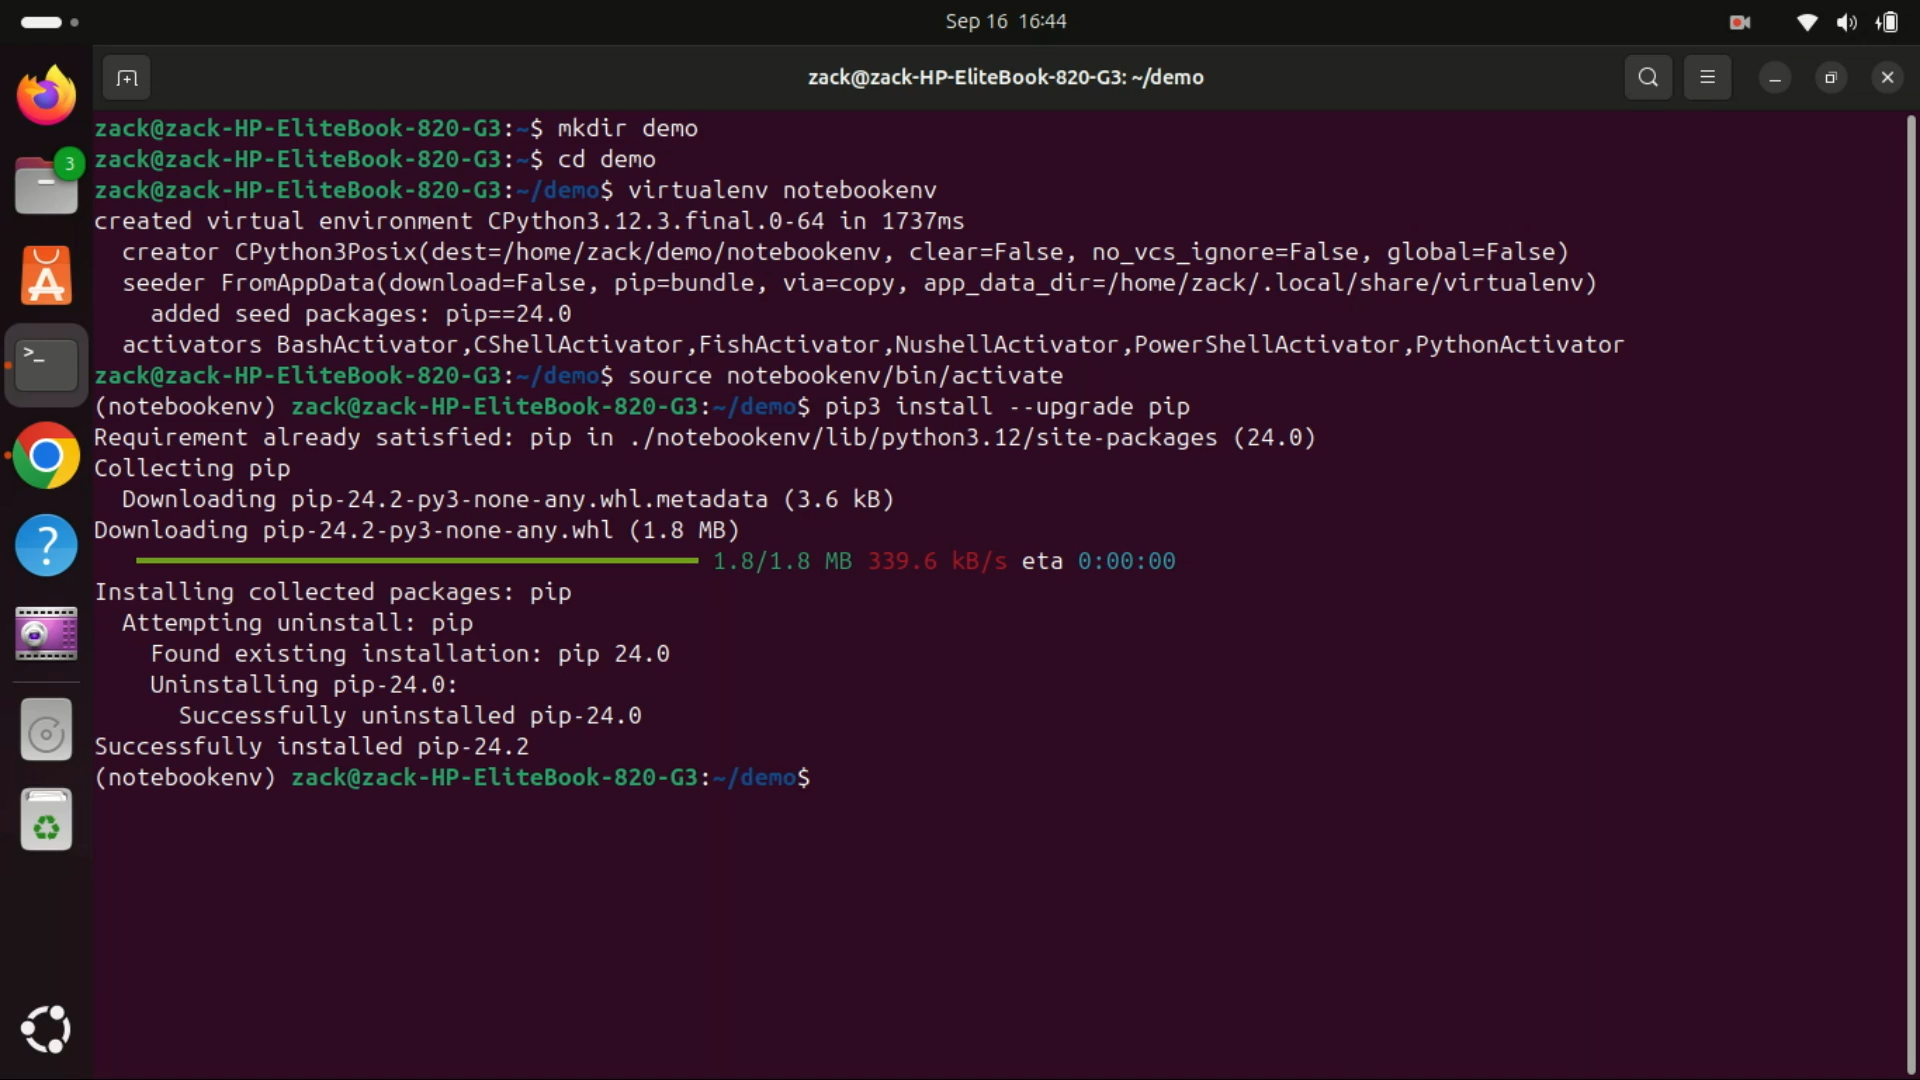 Sep 16 16:44
zack@zack-HP-EliteBook-820-G3: ~/demo
3
zack@zack-HP-EliteBook-820-G3:~$ mkdir demo
zack@zack-HP-EliteBook-820-G3:~$ cd demo
zack@zack-HP-EliteBook-820-G3:~/demo$ virtualenv notebookenv
created virtual environment CPython3.12.3.final.0-64 in 1737ms
  creator CPython3Posix(dest=/home/zack/demo/notebookenv, clear=False, no_vcs_ignore=False, global=False)
  seeder FromAppData(download=False, pip=bundle, via=copy, app_data_dir=/home/zack/.local/share/virtualenv)
    added seed packages: pip==24.0
  activators BashActivator,CShellActivator,FishActivator,NushellActivator,PowerShellActivator,PythonActivator
zack@zack-HP-EliteBook-820-G3:~/demo$ source notebookenv/bin/activate
(notebookenv) zack@zack-HP-EliteBook-820-G3:~/demo$ pip3 install --upgrade pip
Requirement already satisfied: pip in ./notebookenv/lib/python3.12/site-packages (24.0)
Collecting pip
  Downloading pip-24.2-py3-none-any.whl.metadata (3.6 kB)
Downloading pip-24.2-py3-none-any.whl (1.8 MB)
1.8/1.8 MB 339.6 kB/s eta 0:00:00
Installing collected packages: pip
  Attempting uninstall: pip
    Found existing installation: pip 24.0
    Uninstalling pip-24.0:
      Successfully uninstalled pip-24.0
Successfully installed pip-24.2
(notebookenv) zack@zack-HP-EliteBook-820-G3:~/demo$